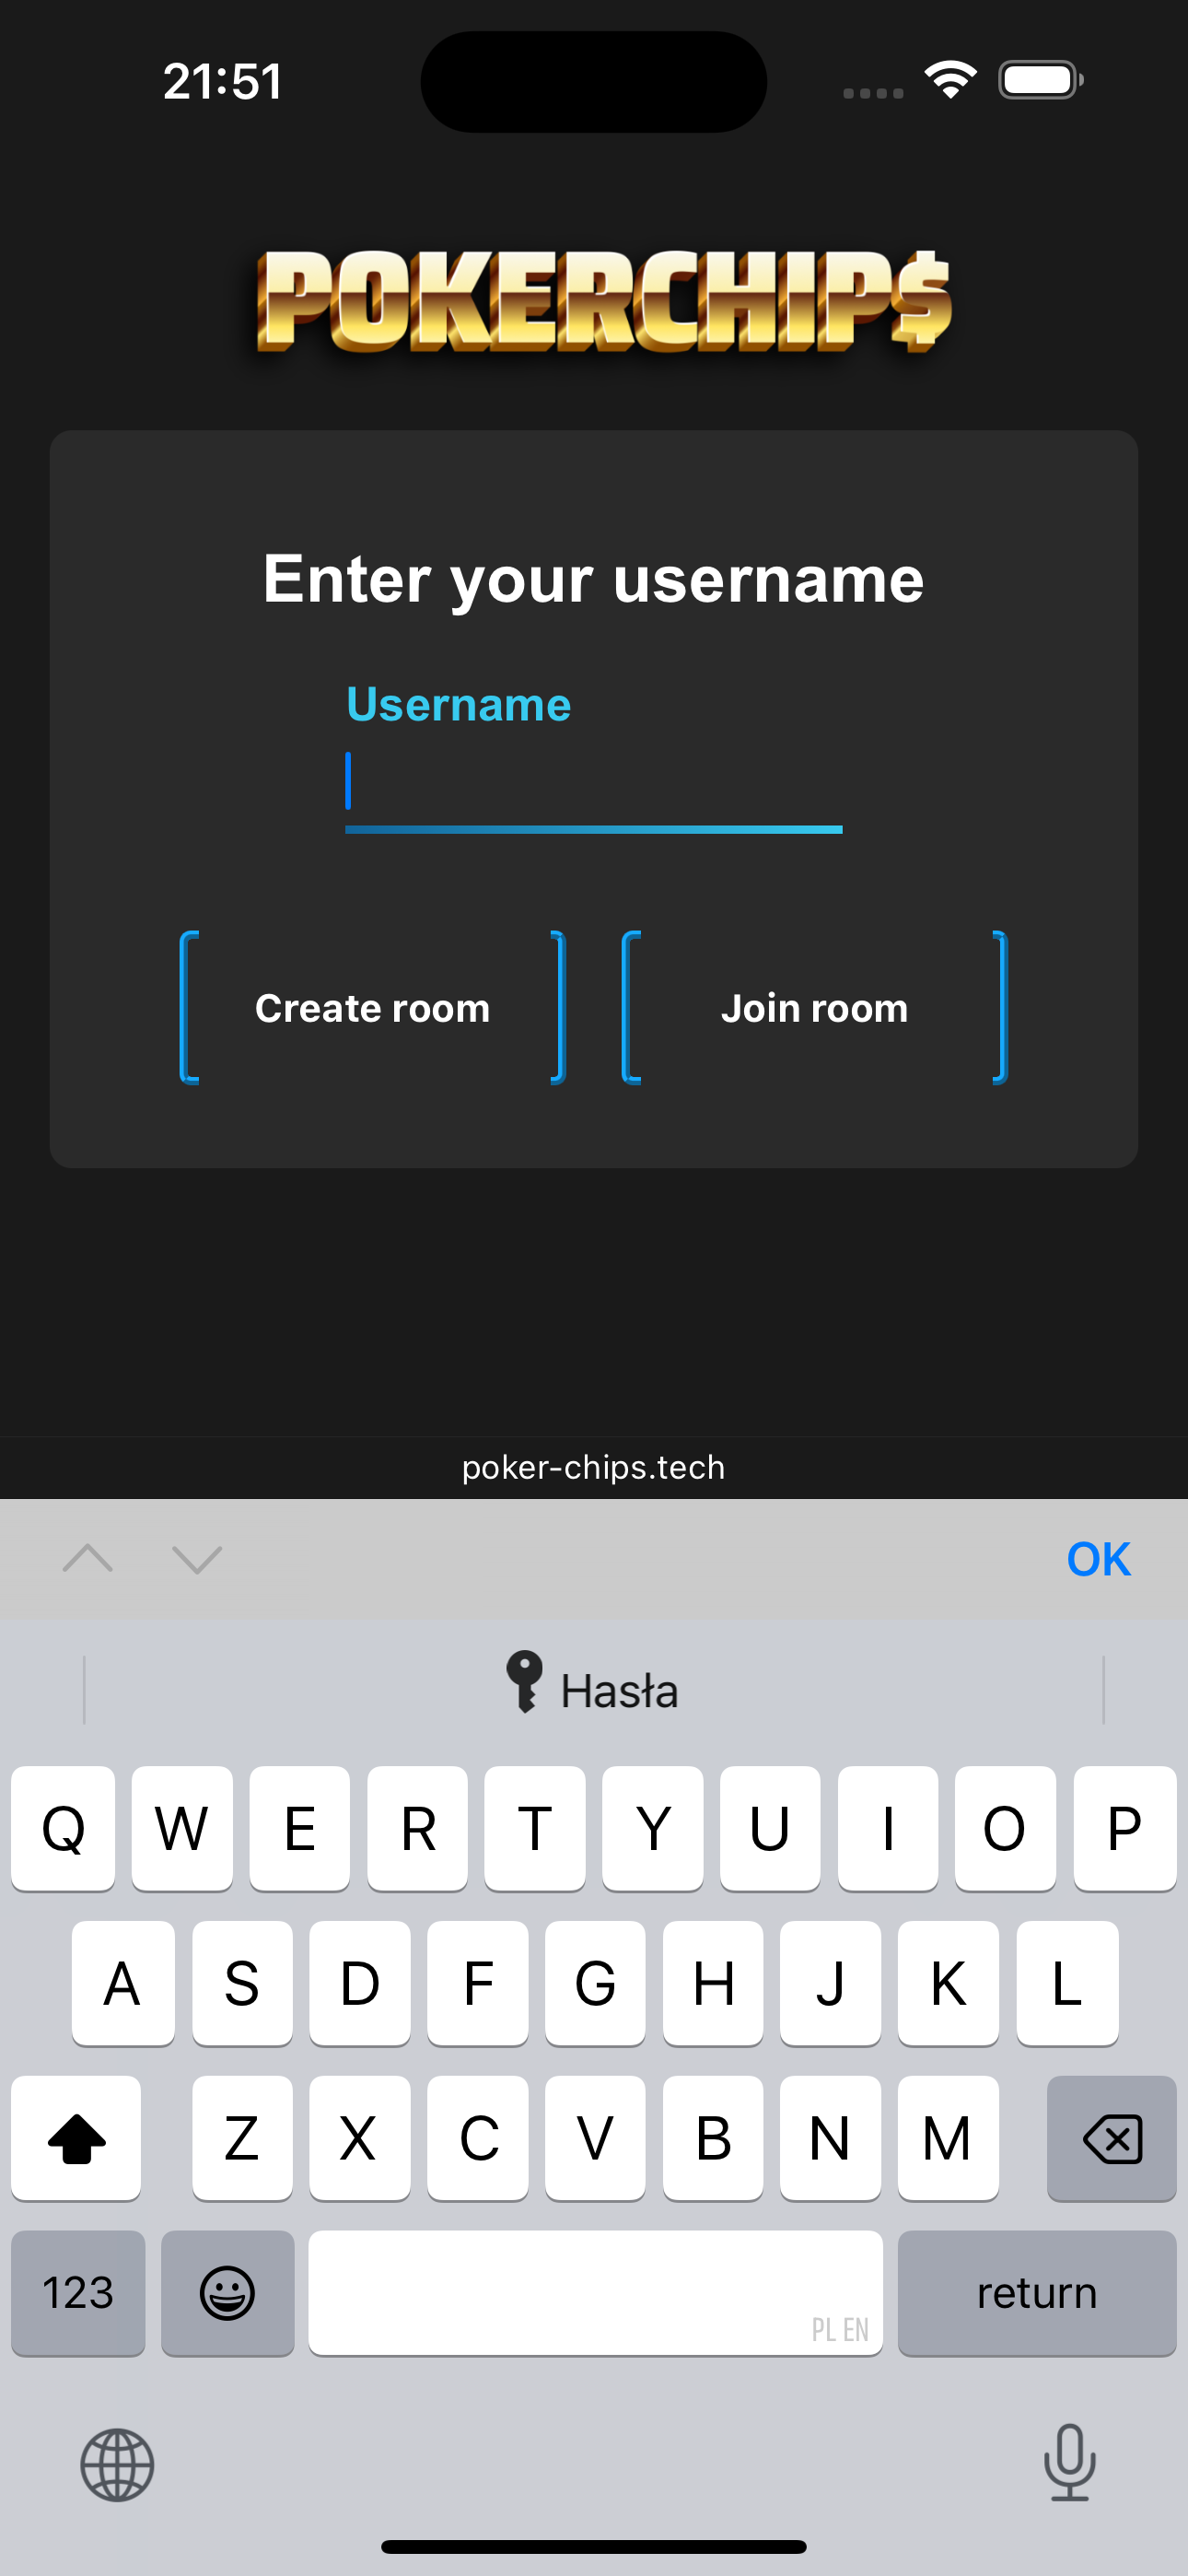 21:51
POKERCHIP$
Enter your username
Username
Create room
Join room
poker-chips.tech
OK
Hasła
Q W E R T Y U I O P
A S D F G H J K L
Z X C V B N M
123
PL EN
return